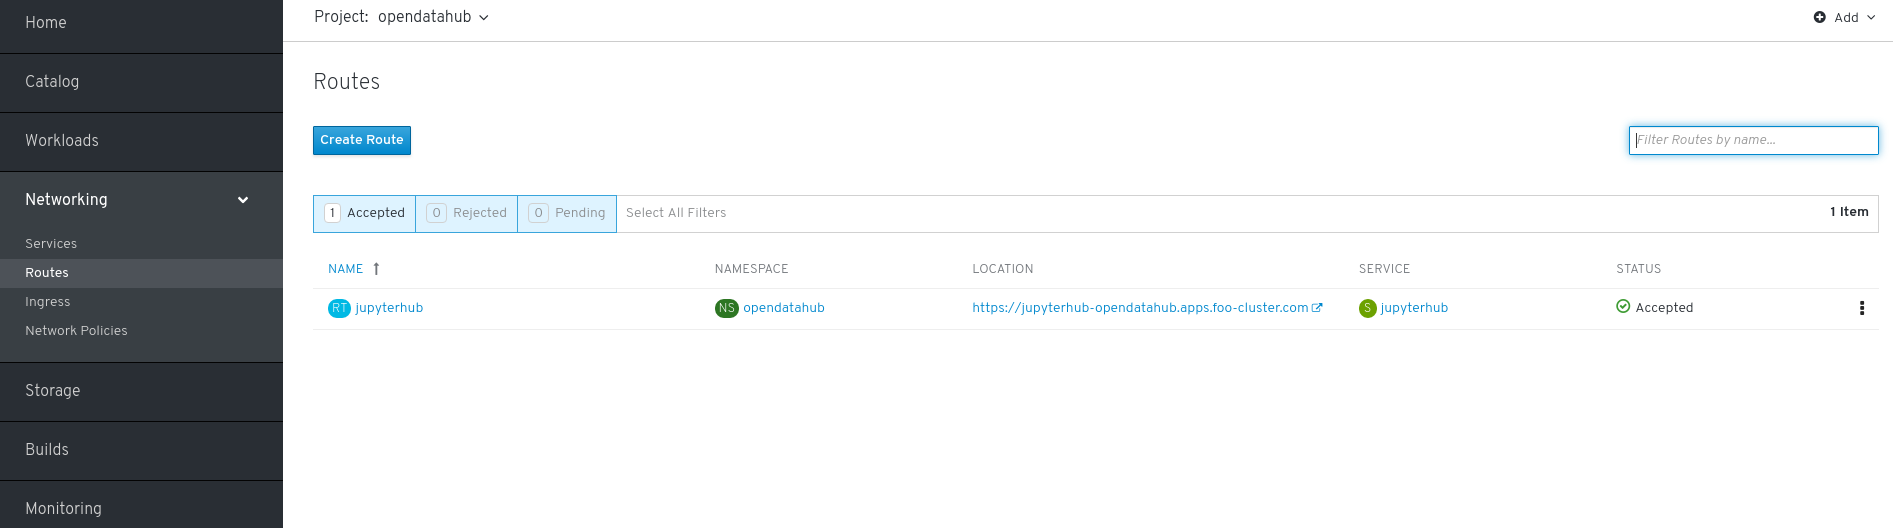 Home
Catalog
Workloads
Networking
Services
Routes
Ingress
Network Policies
Storage
Builds
Monitoring
Project: opendatahub
Add
Routes
Create Route
Filter Routes by name...
1 Accepted 0 Rejected 0 Pending Select All Filters 1 Item
NAME NAMESPACE LOCATION SERVICE STATUS
RT jupyterhub NS opendatahub https://jupyterhub-opendatahub.apps.foo-cluster.com S jupyterhub Accepted